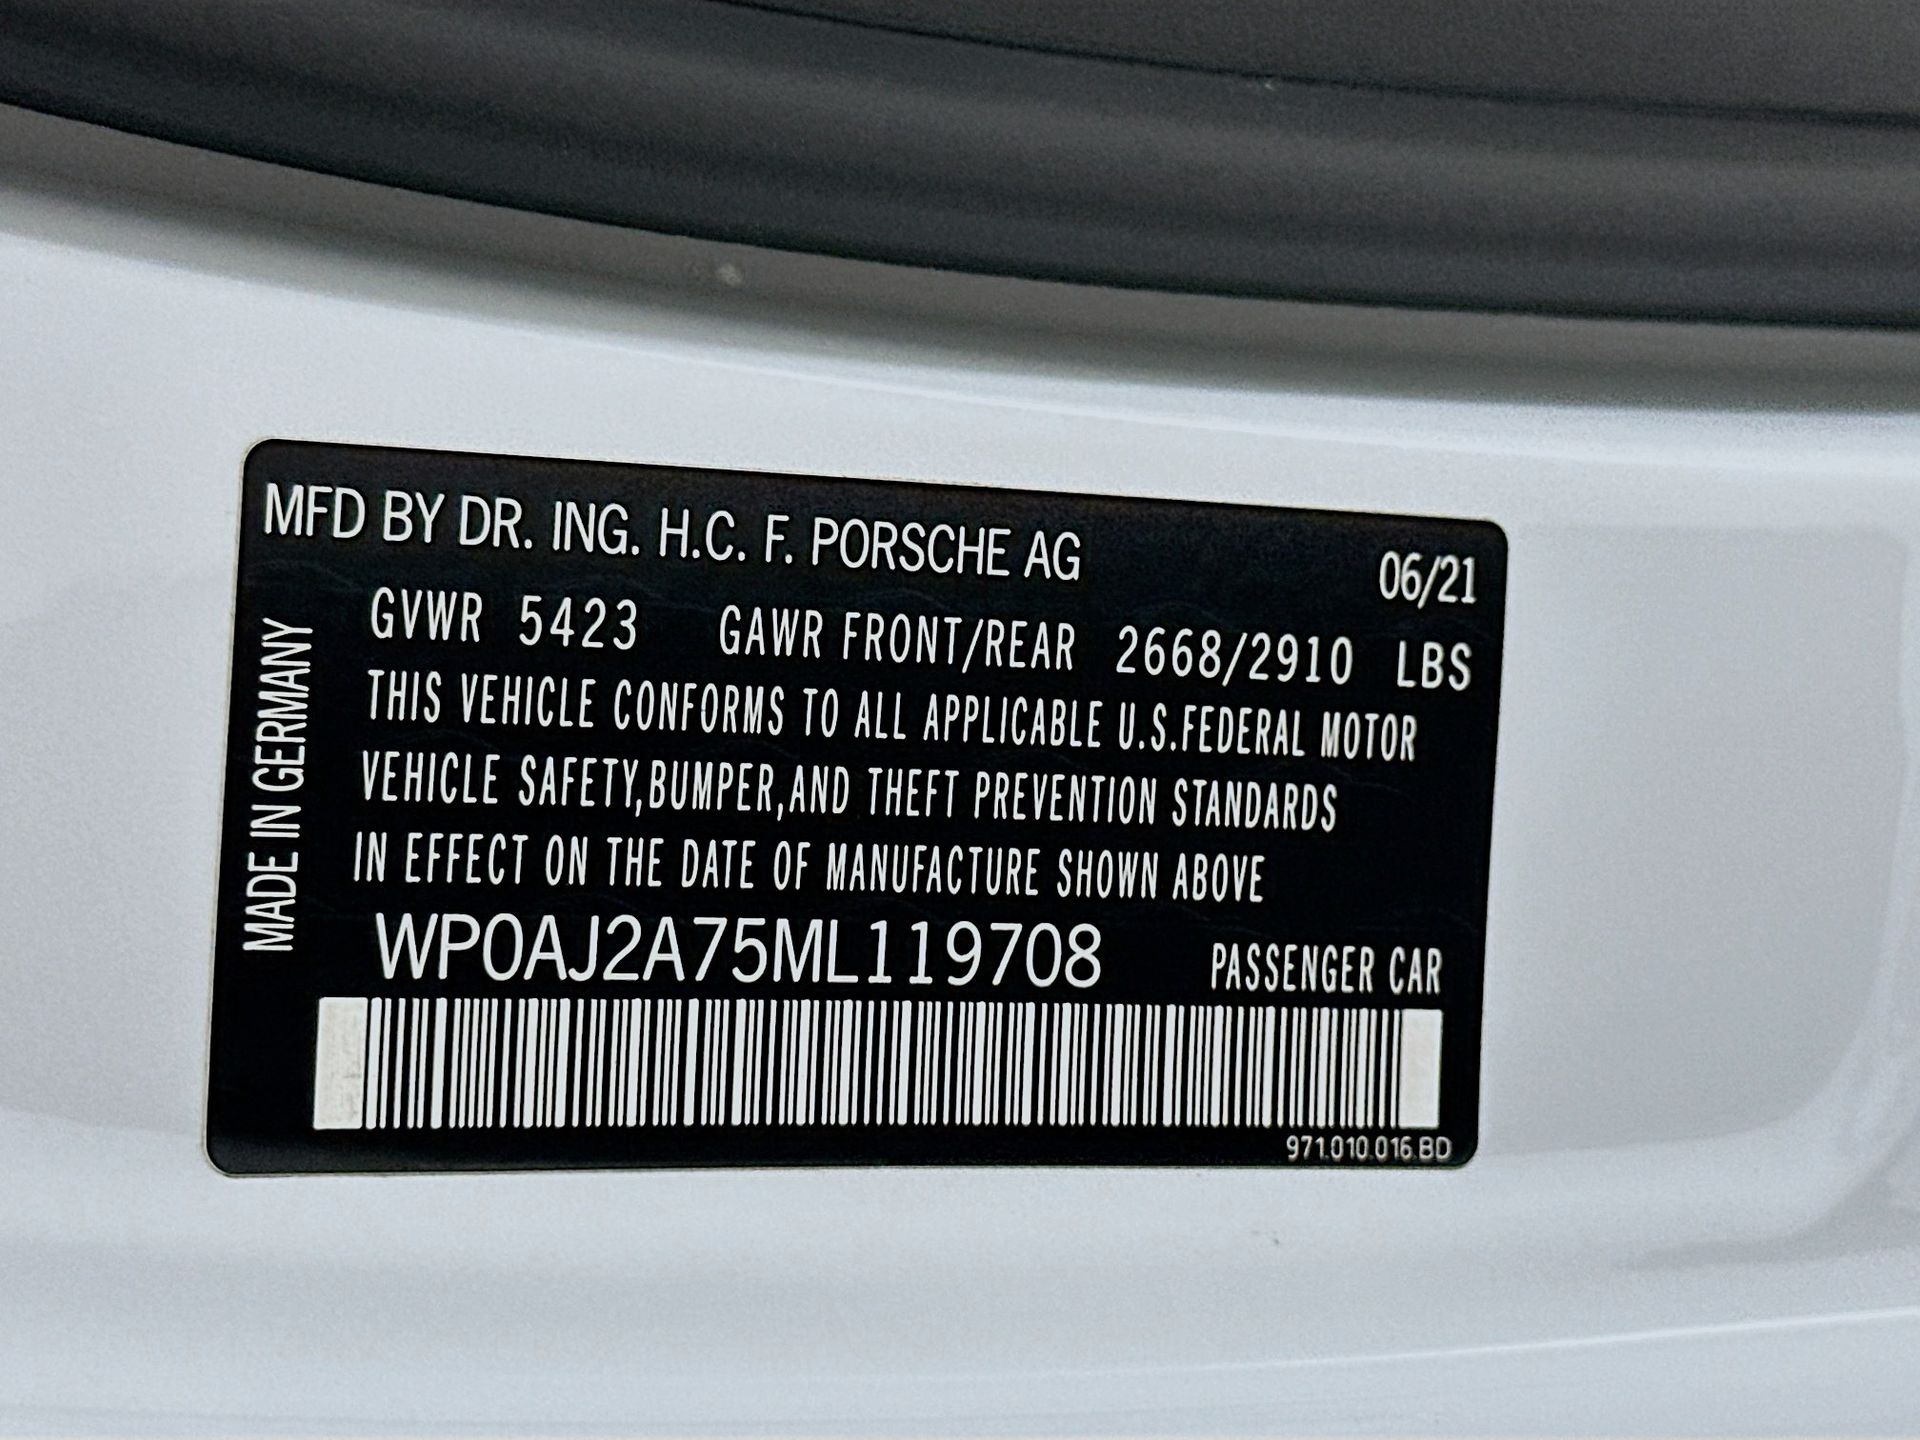 MFD BY DR. ING. H.C. F. PORSCHE AG 06/21
GVWR 5423 GAWR FRONT/REAR 2668/2910 LBS
THIS VEHICLE CONFORMS TO ALL APPLICABLE U.S.FEDERAL MOTOR
VEHICLE SAFETY,BUMPER,AND THEFT PREVENTION STANDARDS
IN EFFECT ON THE DATE OF MANUFACTURE SHOWN ABOVE
MADE IN GERMANY
WP0AJ2A75ML119708 PASSENGER CAR
971.010.016.BD